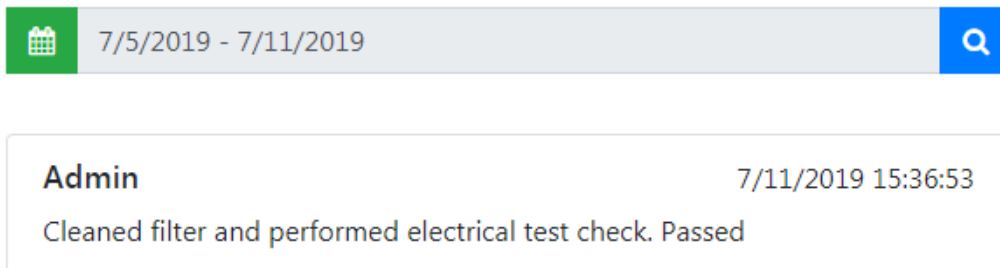 7/5/2019 - 7/11/2019
Admin 7/11/2019 15:36:53
Cleaned filter and performed electrical test check. Passed